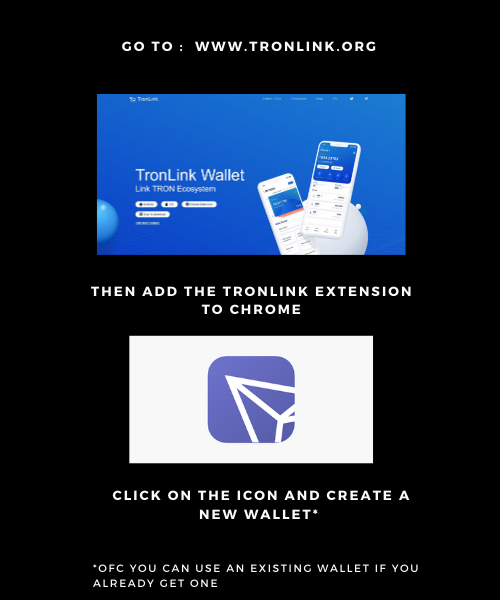 GO TO : WWW.TRONLINK.ORG
TronLink
TronLink Wallet
Link TRON Ecosystem
THEN ADD THE TRONLINK EXTENSION
TO CHROME
CLICK ON THE ICON AND CREATE A
NEW WALLET*
*OFC YOU CAN USE AN EXISTING WALLET IF YOU
ALREADY GET ONE